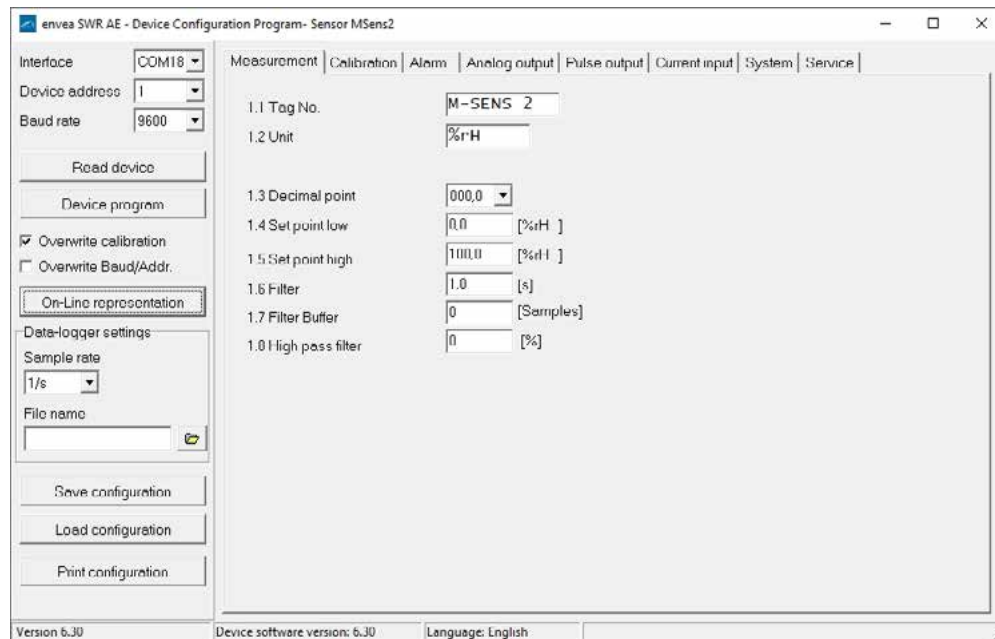 envea SWR AE - Device Configuration Program- Sensor MSens2
Interface COM18
Device address 1
Baud rate 9600
Read device
Device program
Overwrite calibration
Overwrite Baud/Addr.
On-Line representation
Data-logger settings
Sample rate
1/s
File name
Save configuration
Load configuration
Print configuration
Measurement Calibration Alarm Analog output Pulse output Current input System Service
1.1 Tag No. M-SENS 2
1.2 Unit %rH
1.3 Decimal point 000,0
1.4 Set point low 0,0 [%rH ]
1.5 Set point high 100,0 [%rH ]
1.6 Filter 1.0 [s]
1.7 Filter Buffer 0 [Samples]
1.8 High pass filter 0 [%]
Version 6.30 Device software version: 6.30 Language: English